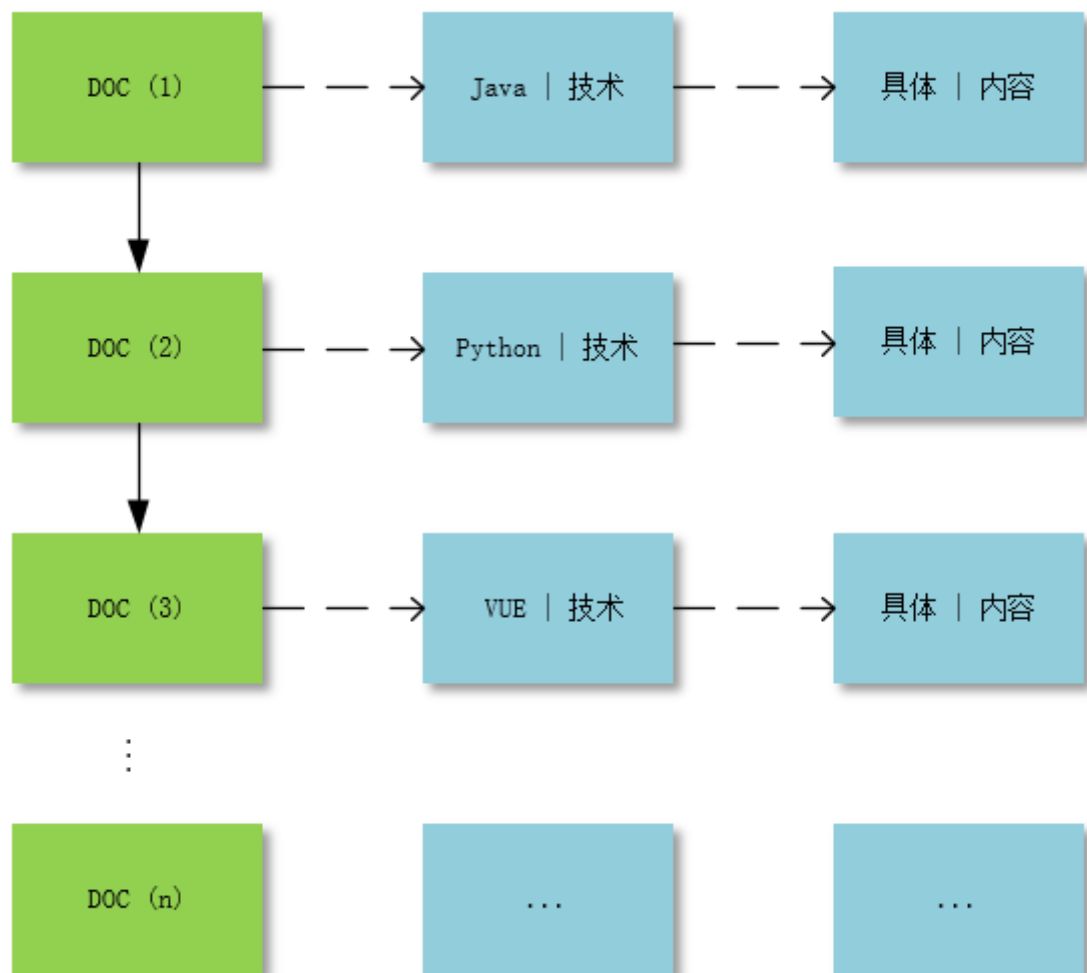 DOC (1)
Java | 技术
具体 | 内容
DOC (2)
Python | 技术
具体 | 内容
DOC (3)
VUE | 技术
具体 | 内容
⋮
DOC (n)
...
...